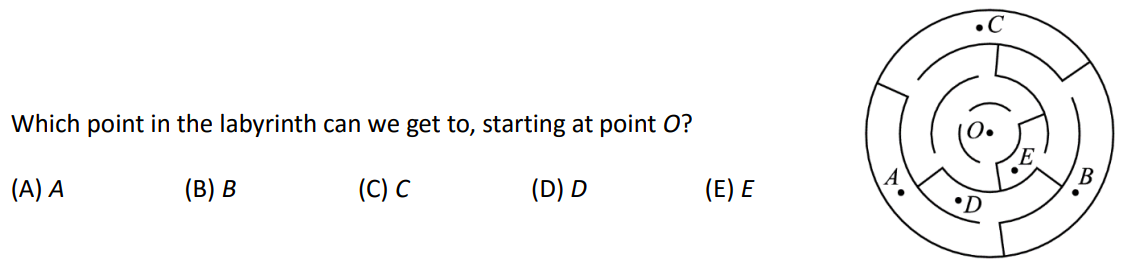 C
Which point in the labyrinth can we get to, starting at point O?
O
E
(A) A (B) B (C) C (D) D (E) E
A
B
D